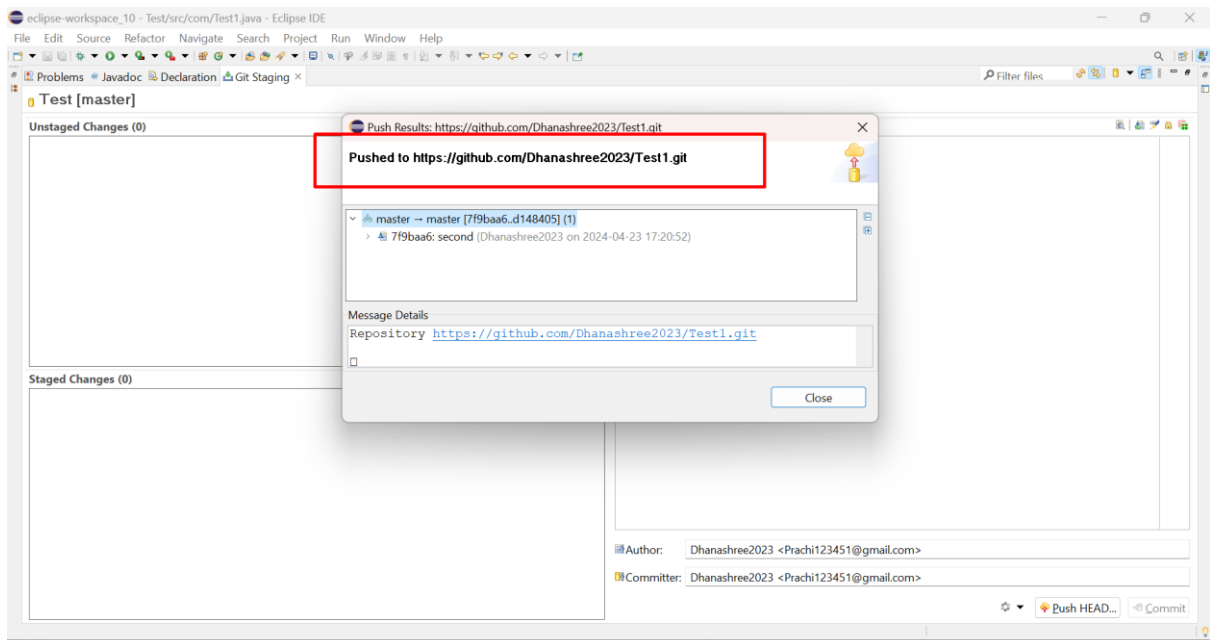 eclipse-workspace_10 - Test/src/com/Test1.java - Eclipse IDE
File Edit Source Refactor Navigate Search Project Run Window Help
Problems Javadoc Declaration Git Staging ×
Filter files
Test [master]
Unstaged Changes (0)
Push Results: https://github.com/Dhanashree2023/Test1.git
Pushed to https://github.com/Dhanashree2023/Test1.git
master → master [7f9baa6..d148405] (1)
7f9baa6: second (Dhanashree2023 on 2024-04-23 17:20:52)
Message Details
Repository https://github.com/Dhanashree2023/Test1.git
Close
Staged Changes (0)
Author: Dhanashree2023 <Prachi123451@gmail.com>
Committer: Dhanashree2023 <Prachi123451@gmail.com>
Push HEAD... Commit